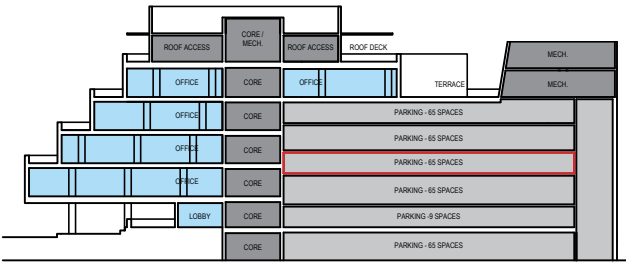 CORE /
MECH.
ROOF ACCESS
ROOF ACCESS
ROOF DECK
MECH.
OFFICE
CORE
OFFICE
TERRACE
MECH.
OFFICE
CORE
PARKING - 65 SPACES
PARKING - 65 SPACES
OFFICE
CORE
PARKING - 65 SPACES
OFFICE
CORE
PARKING - 65 SPACES
LOBBY
CORE
PARKING -9 SPACES
CORE
PARKING - 65 SPACES